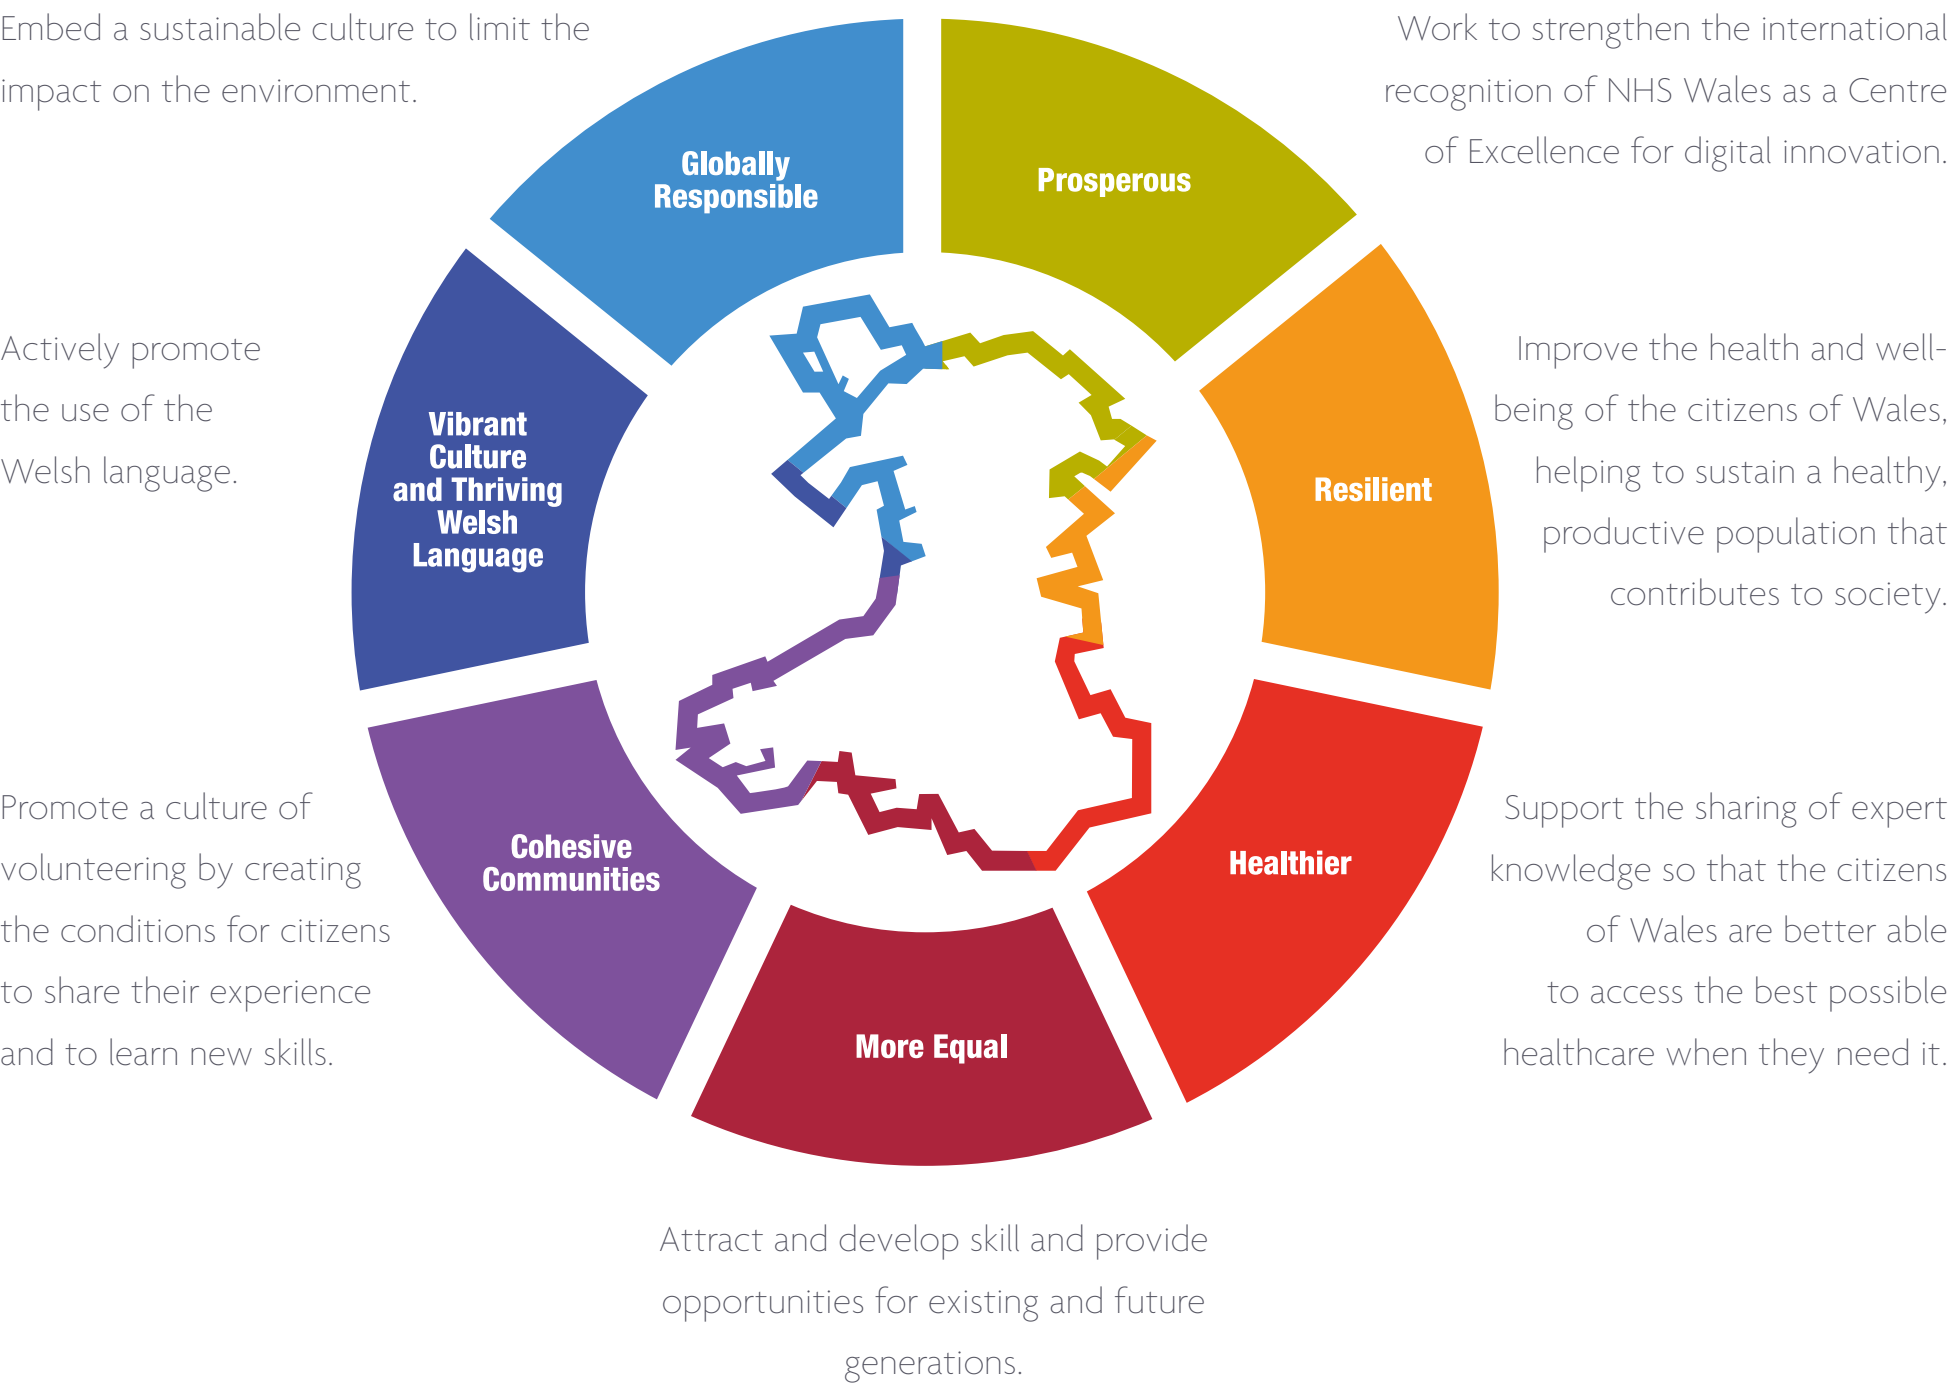 Embed a sustainable culture to limit the
impact on the environment.
Globally
Responsible
Prosperous
Work to strengthen the international
recognition of NHS Wales as a Centre
of Excellence for digital innovation.
Actively promote
the use of the
Welsh language.
Vibrant
Culture
and Thriving
Welsh
Language
Resilient
Improve the health and well-
being of the citizens of Wales,
helping to sustain a healthy,
productive population that
contributes to society.
Promote a culture of
volunteering by creating
the conditions for citizens
to share their experience
and to learn new skills.
Cohesive
Communities
Healthier
Support the sharing of expert
knowledge so that the citizens
of Wales are better able
to access the best possible
healthcare when they need it.
More Equal
Attract and develop skill and provide
opportunities for existing and future
generations.